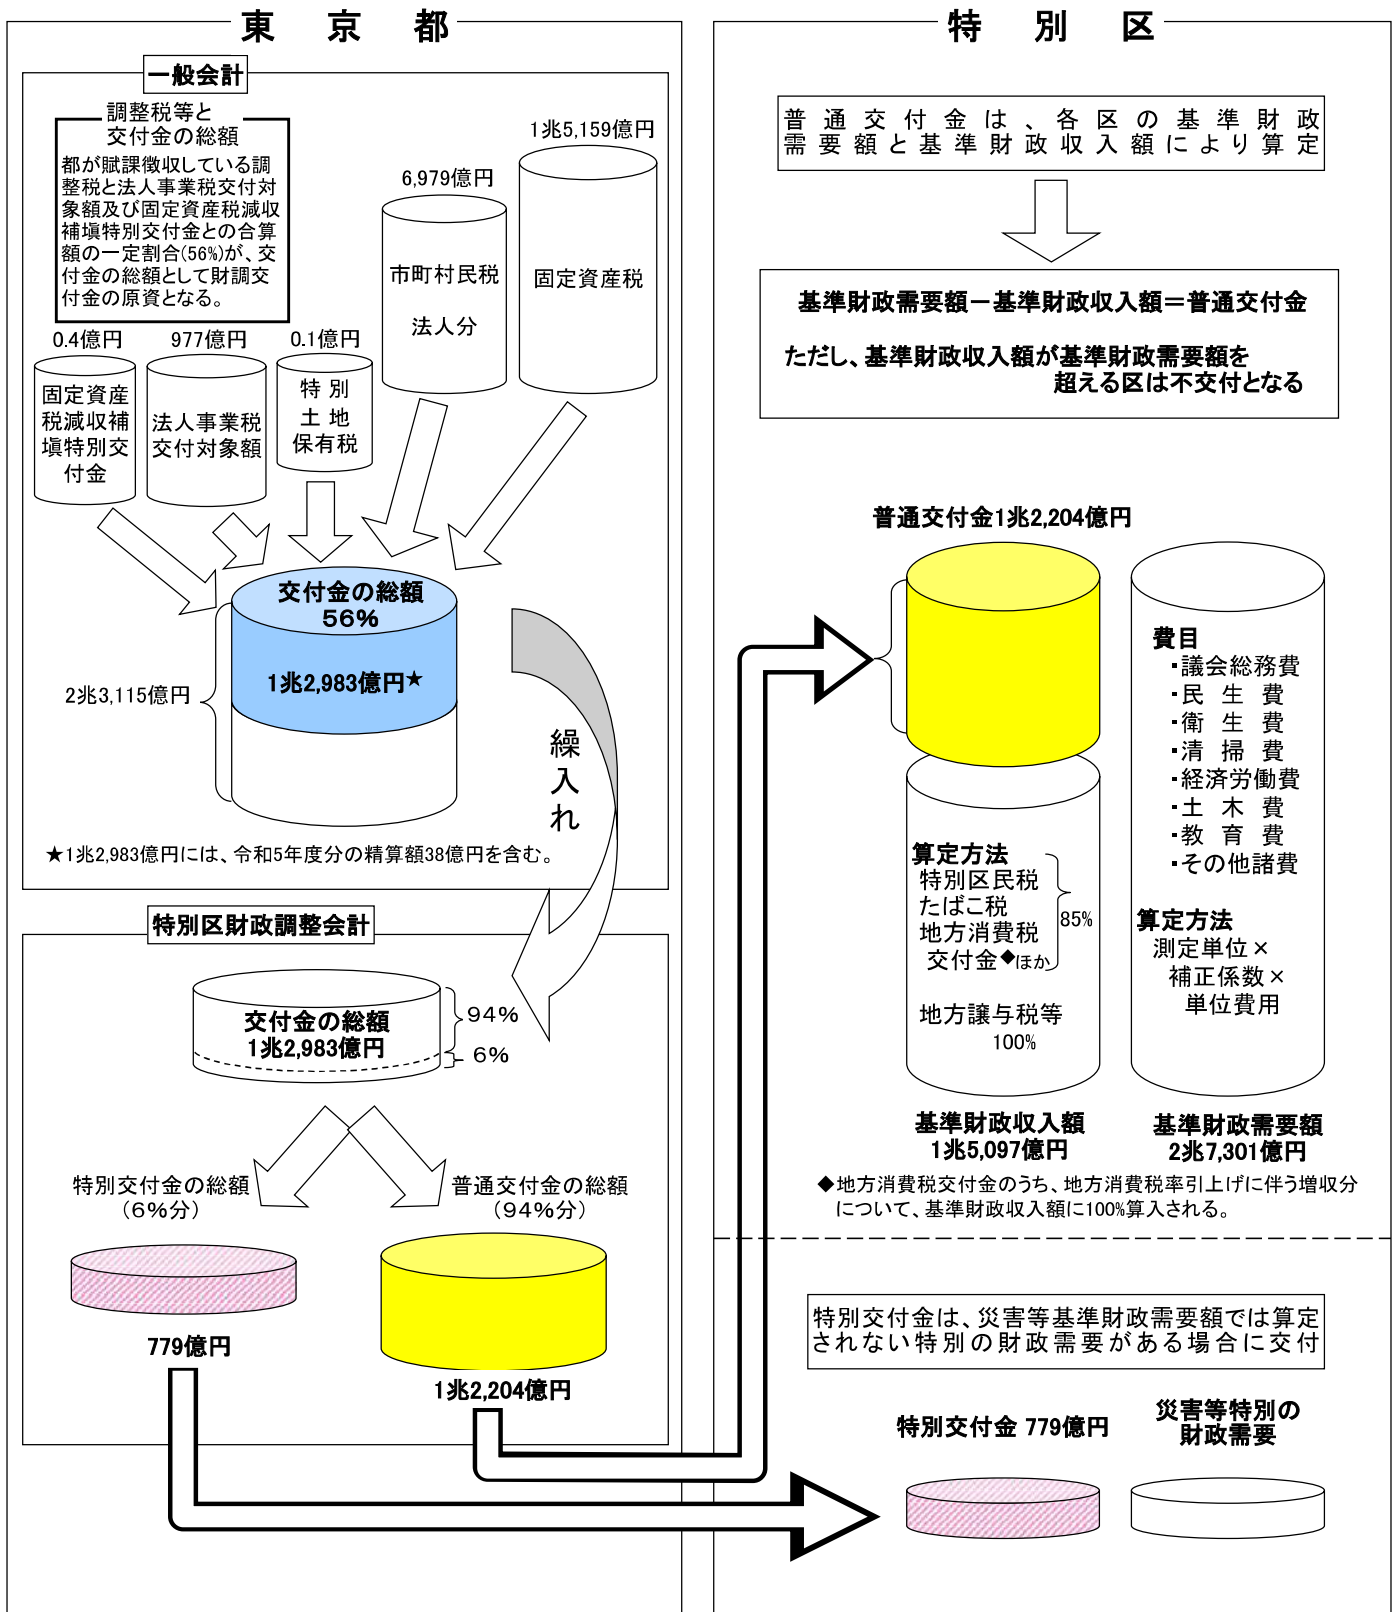 東京都
一般会計
調整税等と
交付金の総額
都が賦課徴収している調
整税と法人事業税交付対
象額及び固定資産税減収
補塡特別交付金との合算
額の一定割合(56%)が、交
付金の総額として財調交
付金の原資となる。
1兆5,159億円
6,979億円
固定資産税
市町村民税
法人分
0.4億円
977億円
0.1億円
固定資産
税減収補
塡特別交
付金
法人事業税
交付対象額
特別
土地
保有税
交付金の総額
56%
1兆2,983億円★
2兆3,115億円
繰入れ
★1兆2,983億円には、令和5年度分の精算額38億円を含む。
特別区財政調整会計
交付金の総額
1兆2,983億円
94%
6%
特別交付金の総額
(6%分)
普通交付金の総額
(94%分)
779億円
1兆2,204億円
特別区
普通交付金は、各区の基準財政
需要額と基準財政収入額により算定
基準財政需要額－基準財政収入額＝普通交付金
ただし、基準財政収入額が基準財政需要額を
超える区は不交付となる
普通交付金1兆2,204億円
算定方法
特別区民税
たばこ税
地方消費税
交付金◆ほか
85%
地方譲与税等
100%
基準財政収入額
1兆5,097億円
費目
・議会総務費
・民生費
・衛生費
・清掃費
・経済労働費
・土木費
・教育費
・その他諸費
算定方法
測定単位×
補正係数×
単位費用
基準財政需要額
2兆7,301億円
◆地方消費税交付金のうち、地方消費税率引上げに伴う増収分
について、基準財政収入額に100%算入される。
特別交付金は、災害等基準財政需要額では算定
されない特別の財政需要がある場合に交付
特別交付金 779億円
災害等特別の
財政需要